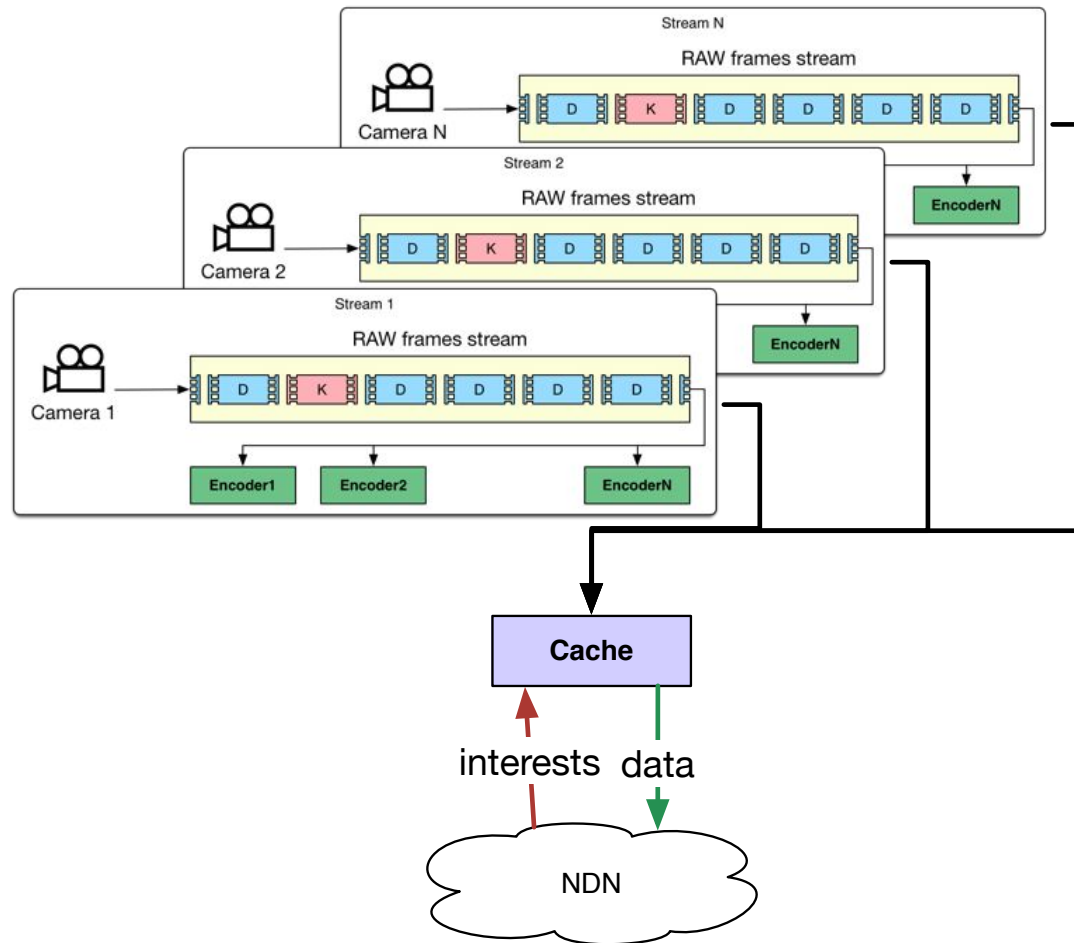 Stream N
RAW frames stream
D K D D D D
Camera N
EncoderN
Stream 2
RAW frames stream
D K D D D D
Camera 2
EncoderN
Stream 1
RAW frames stream
D K D D D D
Camera 1
Encoder1 Encoder2 EncoderN
Cache
interests data
NDN